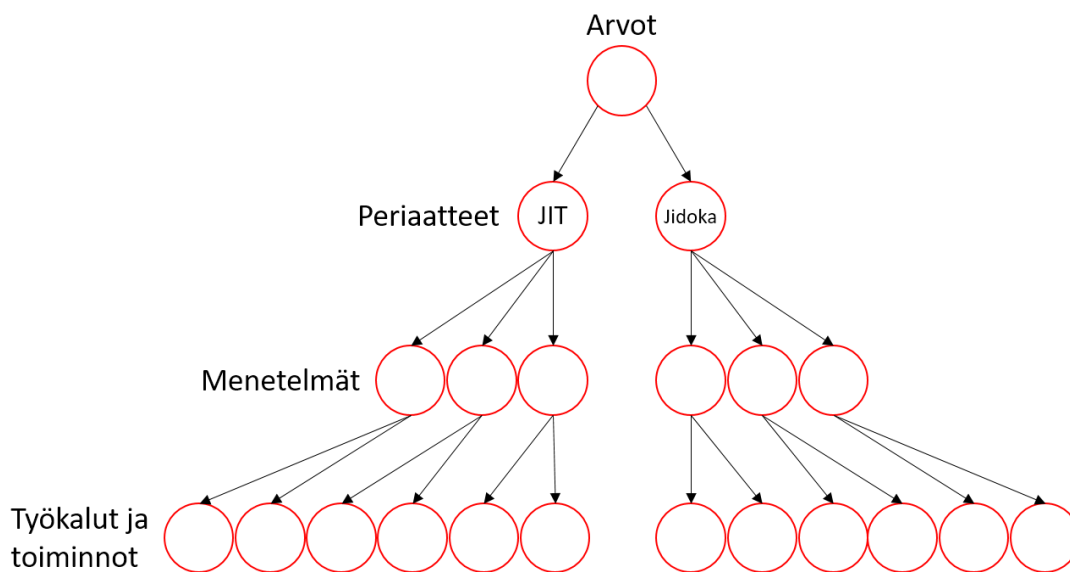 Arvot
Periaatteet
JIT
Jidoka
Menetelmät
Työkalut ja
toiminnot